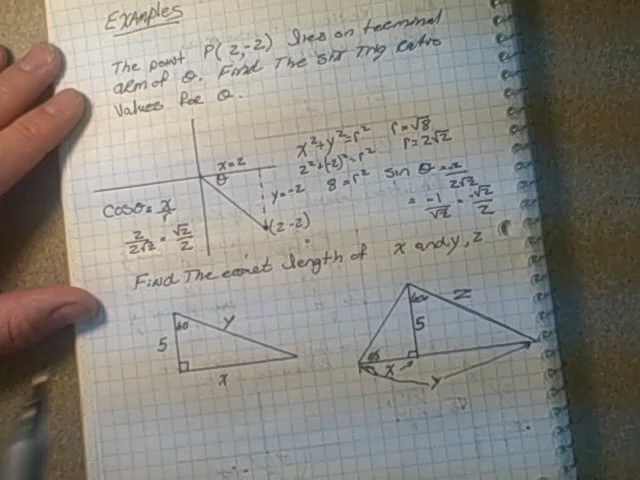 EXAMPLES
The point P(2,-2) lies on terminal
arm of θ. Find The six Trig Ratio
Values for θ.
x²+y²=r² r=√8
x=2 2²+(-2)²=r² r=2√2
θ y=-2 8=r² sin θ = -2/2√2
cosθ = x/r = -1/√2 = -√2/2
2/2√2 = √2/2 (2-2)
Find The exact length of x and y, z
60 y 60 z
5 5
x x
y